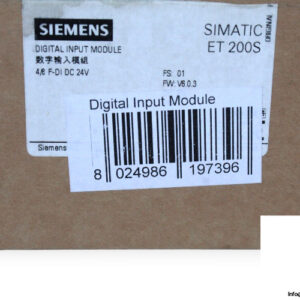 SIEMENS
SIMATIC
ET 200S
ORIGINAL
DIGITAL INPUT MODULE
数字输入模组
4/8 F-DI DC 24V
FS: 01
FW: V6.0.3
Digital Input Module
8 024986 197396
Siemens